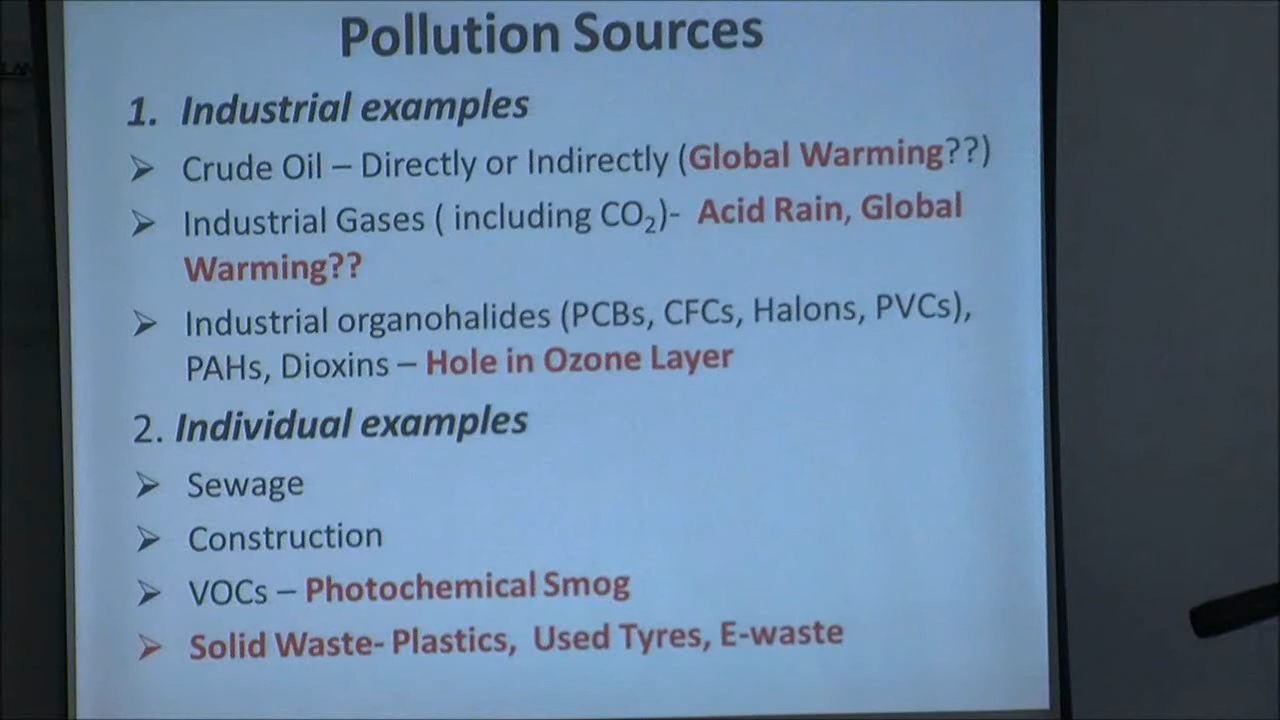 Pollution Sources
1. Industrial examples
➢ Crude Oil – Directly or Indirectly (Global Warming??)
➢ Industrial Gases ( including CO₂)- Acid Rain, Global
Warming??
➢ Industrial organohalides (PCBs, CFCs, Halons, PVCs),
PAHs, Dioxins – Hole in Ozone Layer
2. Individual examples
➢ Sewage
➢ Construction
➢ VOCs – Photochemical Smog
➢ Solid Waste- Plastics, Used Tyres, E-waste